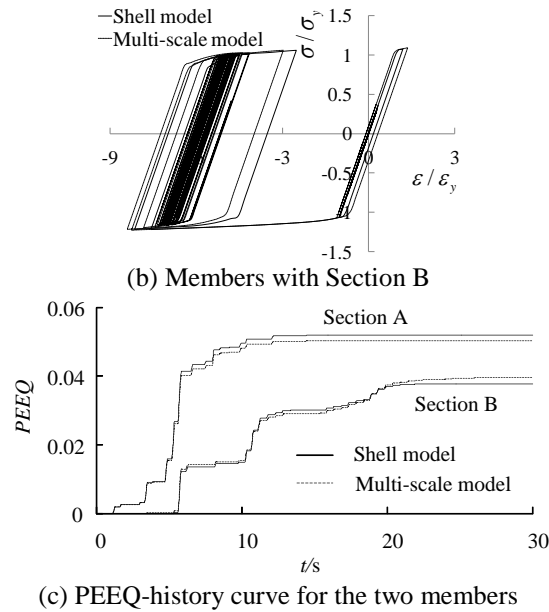 Shell model
Multi-scale model
σ/σy
1.5
1
0.5
0
-9
-6
-3
0
3
-0.5
ε/εy
-1
-1.5
(b) Members with Section B
0.06
Section A
0.04
PEEQ
Section B
0.02
Shell model
Multi-scale model
0
0
10
20
30
t/s
(c) PEEQ-history curve for the two members